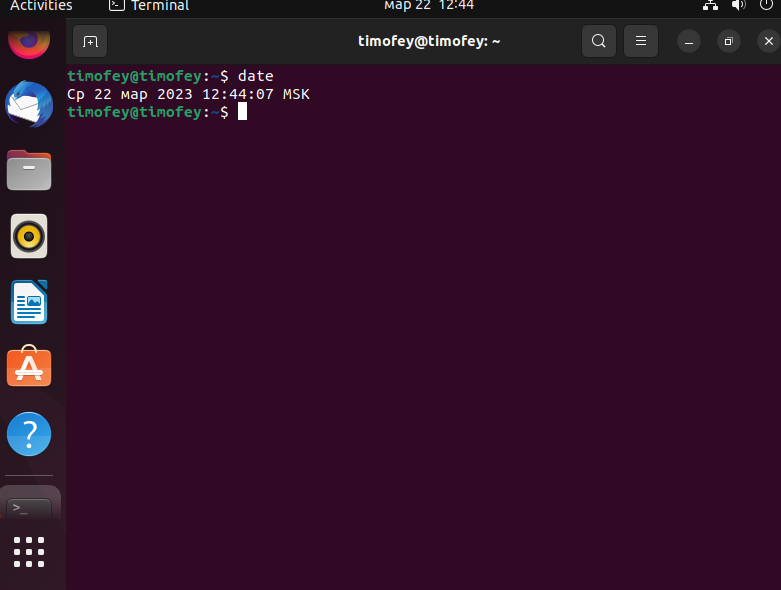 Activities Terminal мар 22 12:44
timofey@timofey: ~
timofey@timofey:~$ date
Ср 22 мар 2023 12:44:07 MSK
timofey@timofey:~$